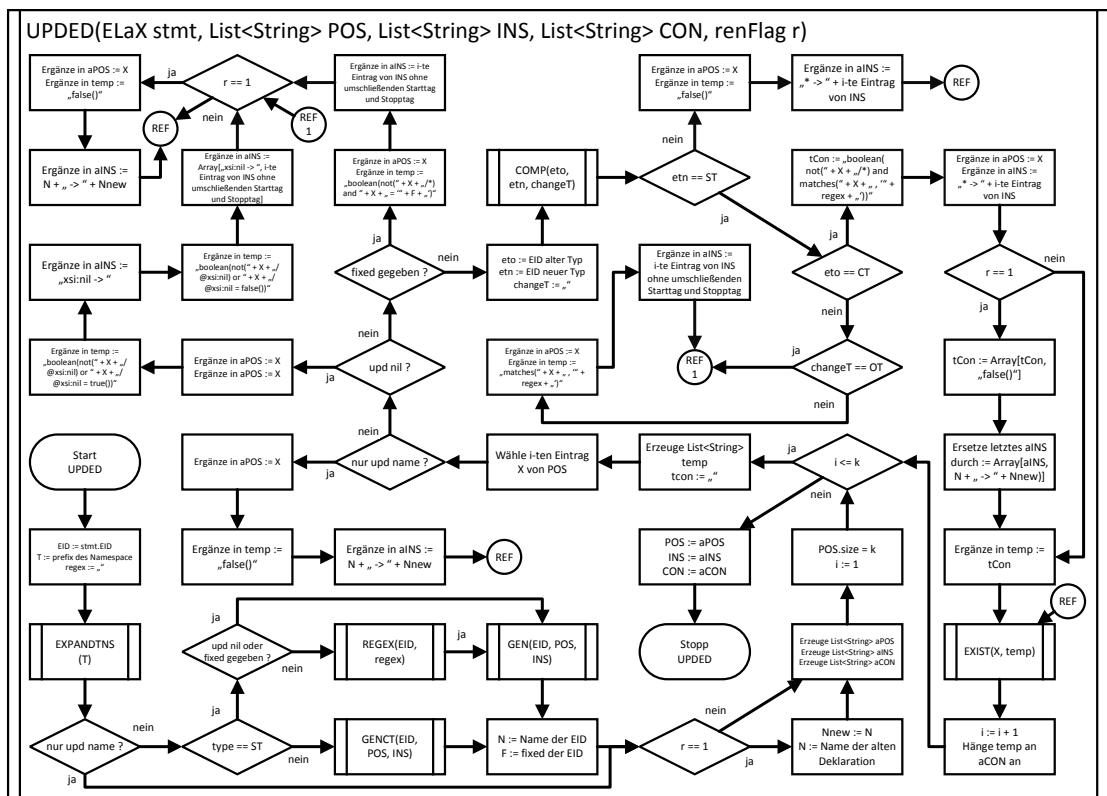 UPDED(ELaX stmt, List<String> POS, List<String> INS, List<String> CON, renFlag r)
Ergänze in aPOS := X
Ergänze in temp :=
„false()“
ja
r == 1
nein
REF
REF
1
Ergänze in aINS := i-te
Eintrag von INS ohne
umschließenden Starttag
und Stopptag
Ergänze in aPOS := X
Ergänze in temp :=
„false()“
Ergänze in aINS :=
„* -> “ + i-te Eintrag
von INS
REF
nein
Ergänze in aINS :=
N + „ -> “ + Nnew
Ergänze in aINS :=
Array[„xsi:nil -> “, i-te
Eintrag von INS ohne
umschließenden Starttag
und Stopptag]
Ergänze in aPOS := X
Ergänze in temp :=
„boolean(not(“ + X + „/*)
and “ + X + „ = ‘“ + F + „‘)“
COMP(eto,
etn, changeT)
etn == ST
ja
tCon := „boolean(
not(“ + X + „/*) and
matches(“ + X + „ , ‘“ +
regex + „‘))“
Ergänze in aPOS := X
Ergänze in aINS :=
„* -> “ + i-te Eintrag
von INS
ja
nein
ja
Ergänze in aINS :=
„xsi:nil -> “
Ergänze in temp :=
„boolean(not(“ + X + „/
@xsi:nil) or “ + X + „/
@xsi:nil = false())“
fixed gegeben ?
eto := EID alter Typ
etn := EID neuer Typ
changeT := „“
Ergänze in aINS :=
i-te Eintrag von INS
ohne umschließenden
Starttag und Stopptag
eto == CT
r == 1
nein
ja
nein
nein
Ergänze in temp :=
„boolean(not(“ + X + „/
@xsi:nil) or “ + X + „/
@xsi:nil = true())“
Ergänze in aPOS := X
Ergänze in aPOS := X
ja
upd nil ?
Ergänze in aPOS := X
Ergänze in temp :=
„matches(“ + X + „ , ‘“ +
regex + „‘)“
REF
1
ja
changeT == OT
nein
tCon := Array[tCon,
„false()“]
nein
Start
UPDED
Ergänze in aPOS := X
ja
nur upd name ?
Wähle i-ten Eintrag
X von POS
Erzeuge List<String>
temp
tcon := „“
ja
i <= k
nein
Ersetze letztes aINS
durch := Array[aINS,
N + „ -> “ + Nnew)]
EID := stmt.EID
T := prefix des Namespace
regex := „“
Ergänze in temp :=
„false()“
Ergänze in aINS :=
N + „ -> “ + Nnew
REF
POS := aPOS
INS := aINS
CON := aCON
POS.size = k
i := 1
Ergänze in temp :=
tCon
REF
EXPANDTNS
(T)
ja
upd nil oder
fixed gegeben ?
nein
REGEX(EID,
regex)
ja
GEN(EID, POS,
INS)
Stopp
UPDED
Erzeuge List<String> aPOS
Erzeuge List<String> aINS
Erzeuge List<String> aCON
EXIST(X, temp)
ja
nein
nur upd name ?
nein
ja
type == ST
nein
GENCT(EID,
POS, INS)
N := Name der EID
F := fixed der EID
r == 1
ja
Nnew := N
N := Name der alten
Deklaration
i := i + 1
Hänge temp an
aCON an